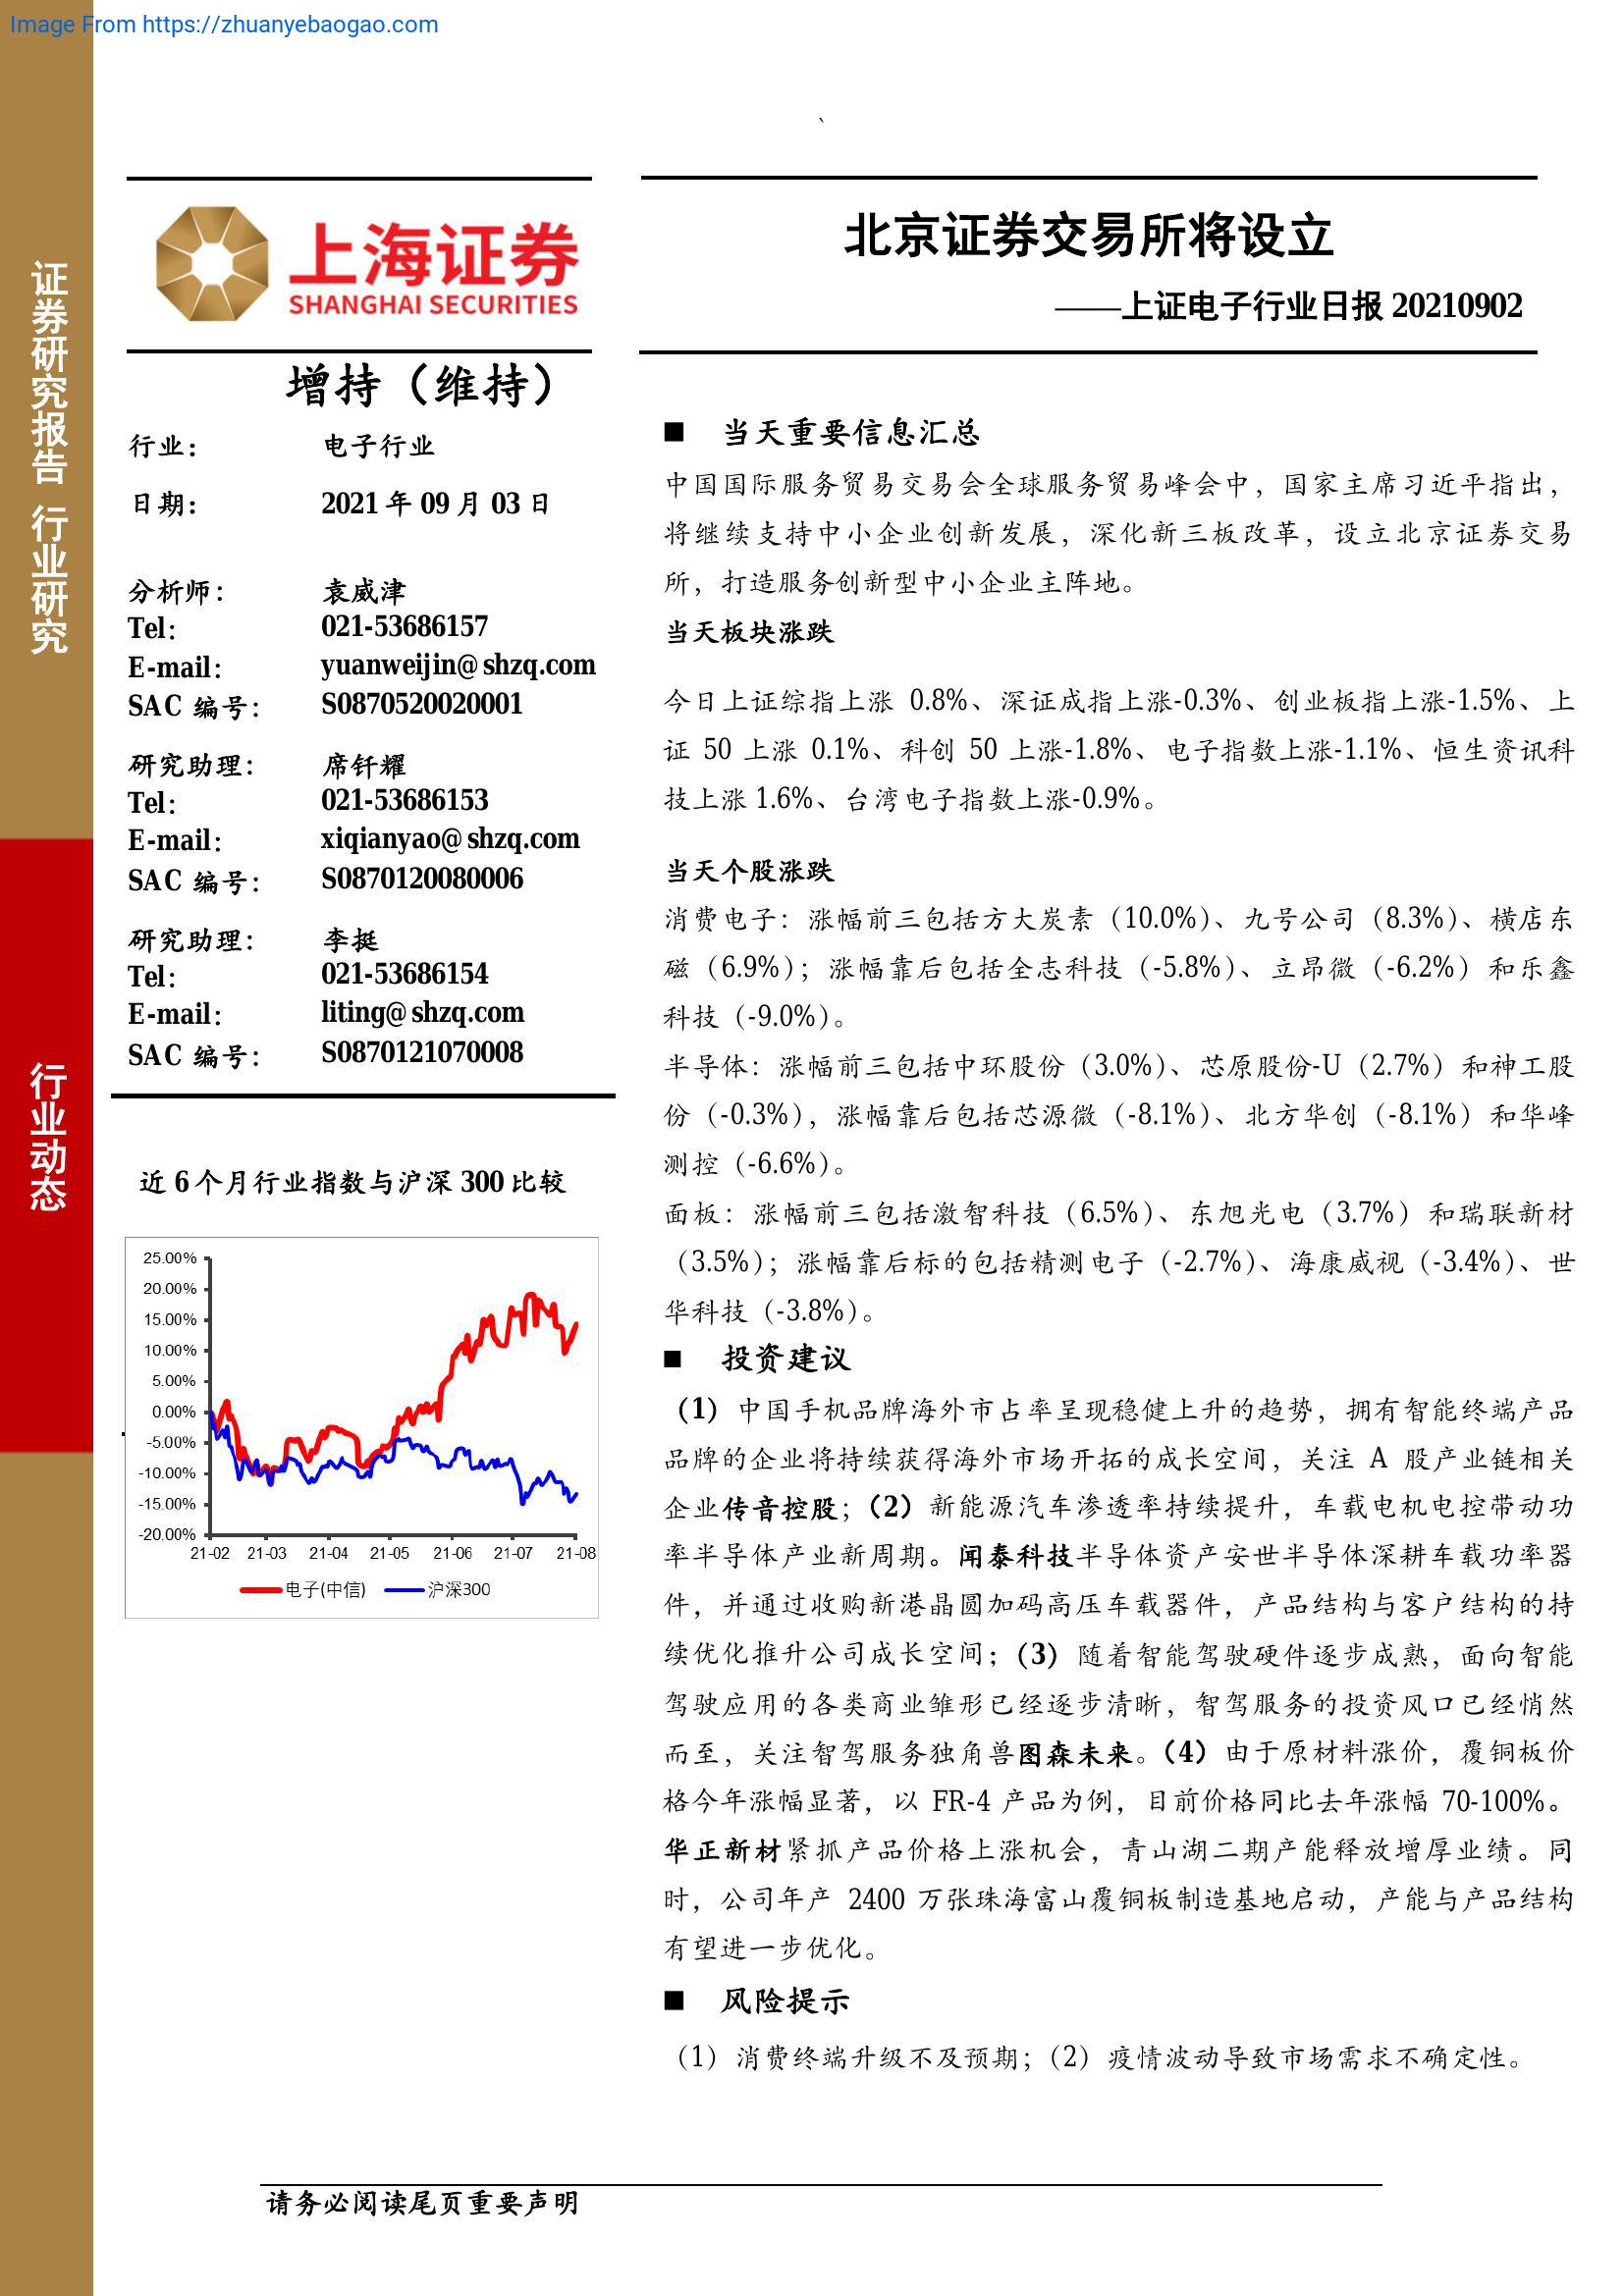 Image From https://zhuanyebaogao.com
、
证券研究报告 行业研究
行业动态
上海证券
SHANGHAI SECURITIES
北京证券交易所将设立
——上证电子行业日报 20210902
增持（维持）
行业： 电子行业
日期： 2021 年 09 月 03 日
分析师： 袁威津
Tel： 021-53686157
E-mail： yuanweijin@shzq.com
SAC 编号： S0870520020001
研究助理： 席钎耀
Tel： 021-53686153
E-mail： xiqianyao@shzq.com
SAC 编号： S0870120080006
研究助理： 李挺
Tel： 021-53686154
E-mail： liting@shzq.com
SAC 编号： S0870121070008
近 6 个月行业指数与沪深 300 比较
25.00%
20.00%
15.00%
10.00%
5.00%
0.00%
-5.00%
-10.00%
-15.00%
-20.00%
21-02 21-03 21-04 21-05 21-06 21-07 21-08
电子(中信) 沪深300
■ 当天重要信息汇总
中国国际服务贸易交易会全球服务贸易峰会中，国家主席习近平指出，
将继续支持中小企业创新发展，深化新三板改革，设立北京证券交易
所，打造服务创新型中小企业主阵地。
当天板块涨跌
今日上证综指上涨 0.8%、深证成指上涨-0.3%、创业板指上涨-1.5%、上
证 50 上涨 0.1%、科创 50 上涨-1.8%、电子指数上涨-1.1%、恒生资讯科
技上涨 1.6%、台湾电子指数上涨-0.9%。
当天个股涨跌
消费电子：涨幅前三包括方大炭素（10.0%）、九号公司（8.3%）、横店东
磁（6.9%）；涨幅靠后包括全志科技（-5.8%）、立昂微（-6.2%）和乐鑫
科技（-9.0%）。
半导体：涨幅前三包括中环股份（3.0%）、芯原股份-U（2.7%）和神工股
份（-0.3%），涨幅靠后包括芯源微（-8.1%）、北方华创（-8.1%）和华峰
测控（-6.6%）。
面板：涨幅前三包括激智科技（6.5%）、东旭光电（3.7%）和瑞联新材
（3.5%）；涨幅靠后标的包括精测电子（-2.7%）、海康威视（-3.4%）、世
华科技（-3.8%）。
■ 投资建议
（1）中国手机品牌海外市占率呈现稳健上升的趋势，拥有智能终端产品
品牌的企业将持续获得海外市场开拓的成长空间，关注 A 股产业链相关
企业传音控股；（2）新能源汽车渗透率持续提升，车载电机电控带动功
率半导体产业新周期。闻泰科技半导体资产安世半导体深耕车载功率器
件，并通过收购新港晶圆加码高压车载器件，产品结构与客户结构的持
续优化推升公司成长空间；（3）随着智能驾驶硬件逐步成熟，面向智能
驾驶应用的各类商业雏形已经逐步清晰，智驾服务的投资风口已经悄然
而至，关注智驾服务独角兽图森未来。（4）由于原材料涨价，覆铜板价
格今年涨幅显著，以 FR-4 产品为例，目前价格同比去年涨幅 70-100%。
华正新材紧抓产品价格上涨机会，青山湖二期产能释放增厚业绩。同
时，公司年产 2400 万张珠海富山覆铜板制造基地启动，产能与产品结构
有望进一步优化。
■ 风险提示
（1）消费终端升级不及预期；（2）疫情波动导致市场需求不确定性。
请务必阅读尾页重要声明